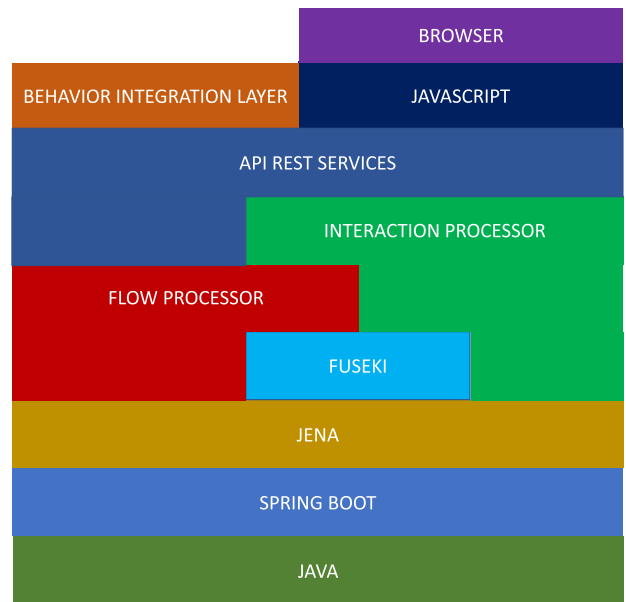 BROWSER
BEHAVIOR INTEGRATION LAYER
JAVASCRIPT
API REST SERVICES
INTERACTION PROCESSOR
FLOW PROCESSOR
FUSEKI
JENA
SPRING BOOT
JAVA